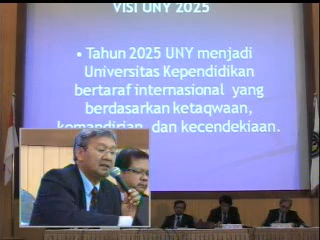 VISI UNY 2025
• Tahun 2025 UNY menjadi
Universitas Kependidikan
bertaraf internasional yang
berdasarkan ketaqwaan,
kemandirian, dan kecendekiaan.